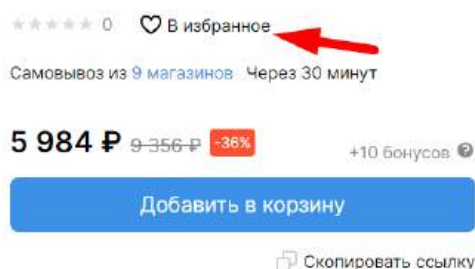 0 В избранное
Самовывоз из 9 магазинов Через 30 минут
5 984 ₽ 9 356 ₽ -36% +10 бонусов ?
Добавить в корзину
Скопировать ссылку